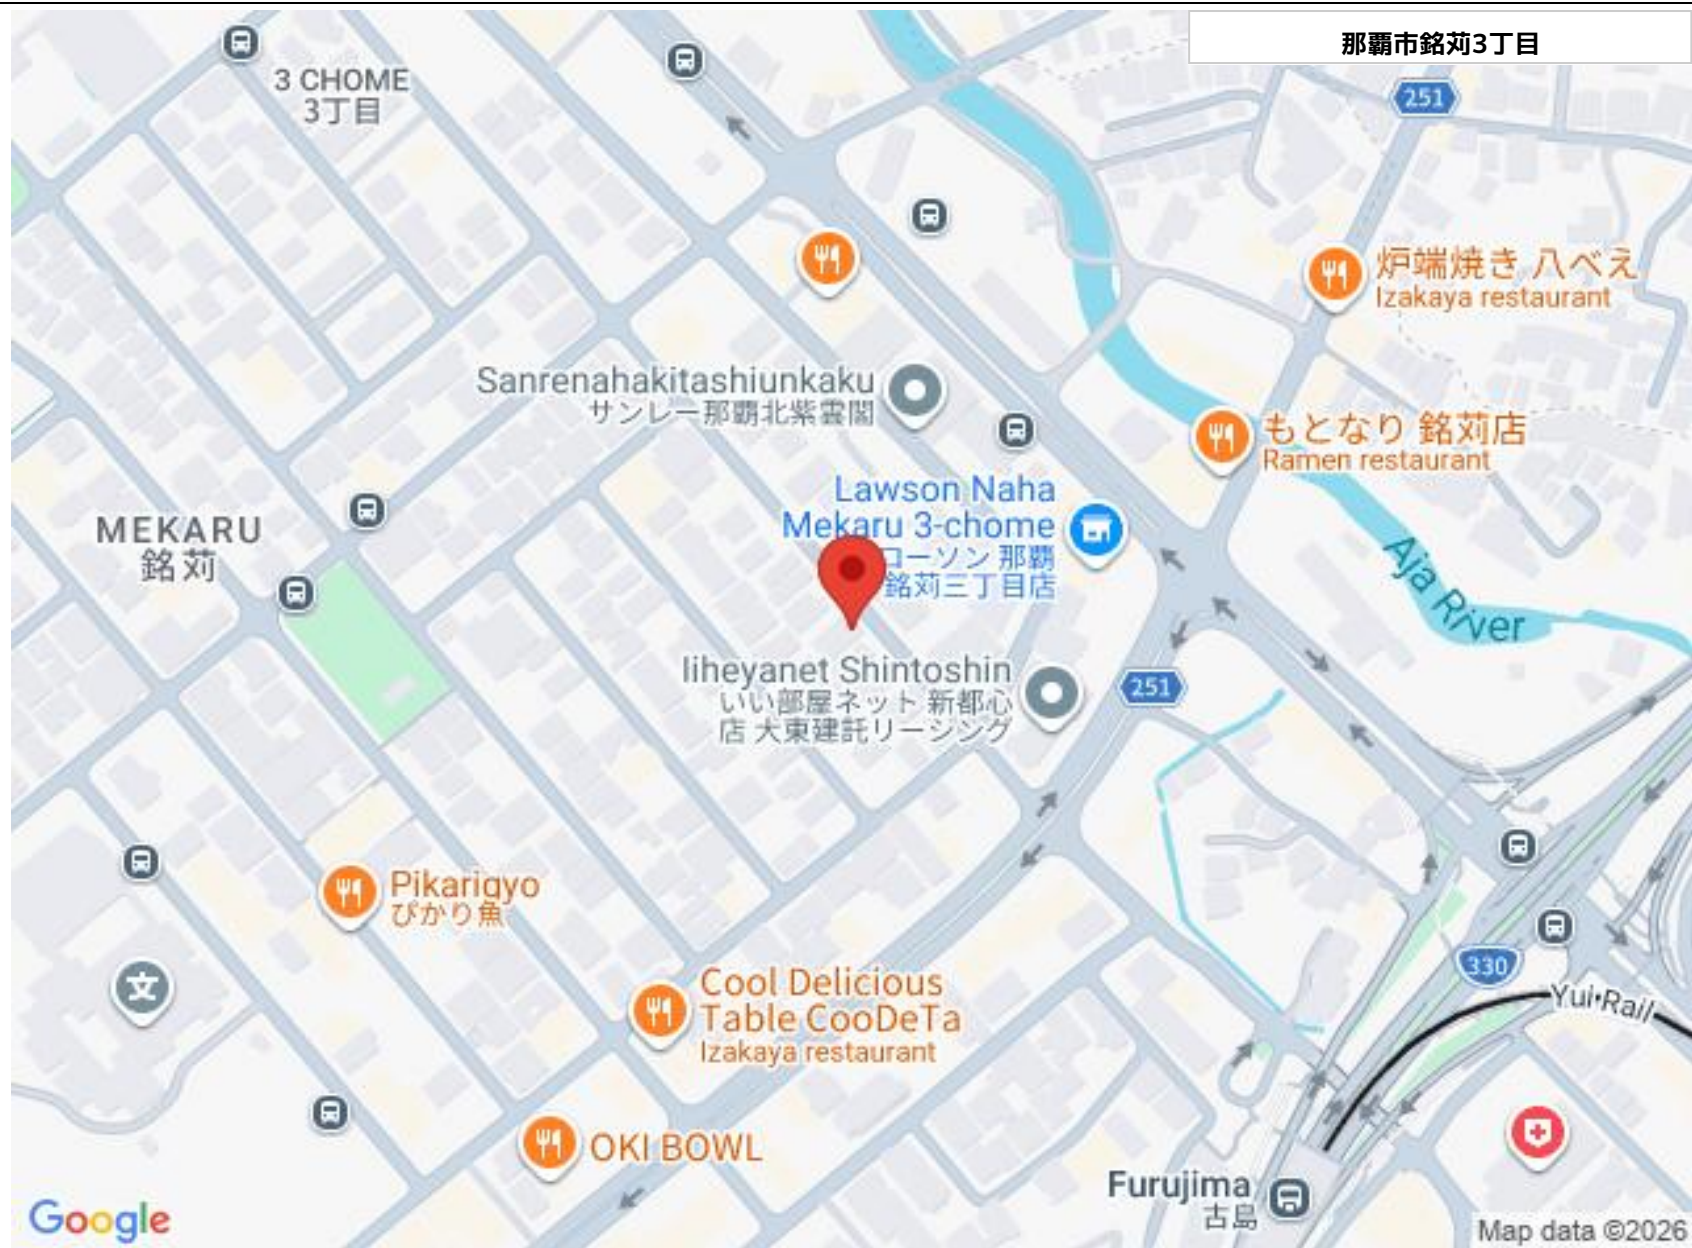 那覇市銘苅3丁目
3 CHOME
3丁目
251
炉端焼き 八べえ
Izakaya restaurant
Sanrenahakitashiunkaku
サンレー那覇北紫雲閣
もとなり 銘苅店
Ramen restaurant
Lawson Naha
Mekaru 3-chome
ローソン 那覇
銘苅三丁目店
MEKARU
銘苅
Aja River
Iiheyanet Shintoshin
いい部屋ネット 新都心
店 大東建託リーシング
251
Pikarigyo
ぴかり魚
文
Cool Delicious
Table CooDeTa
Izakaya restaurant
330
Yui Rail
OKI BOWL
Furujima
古島
Google
Map data ©2026